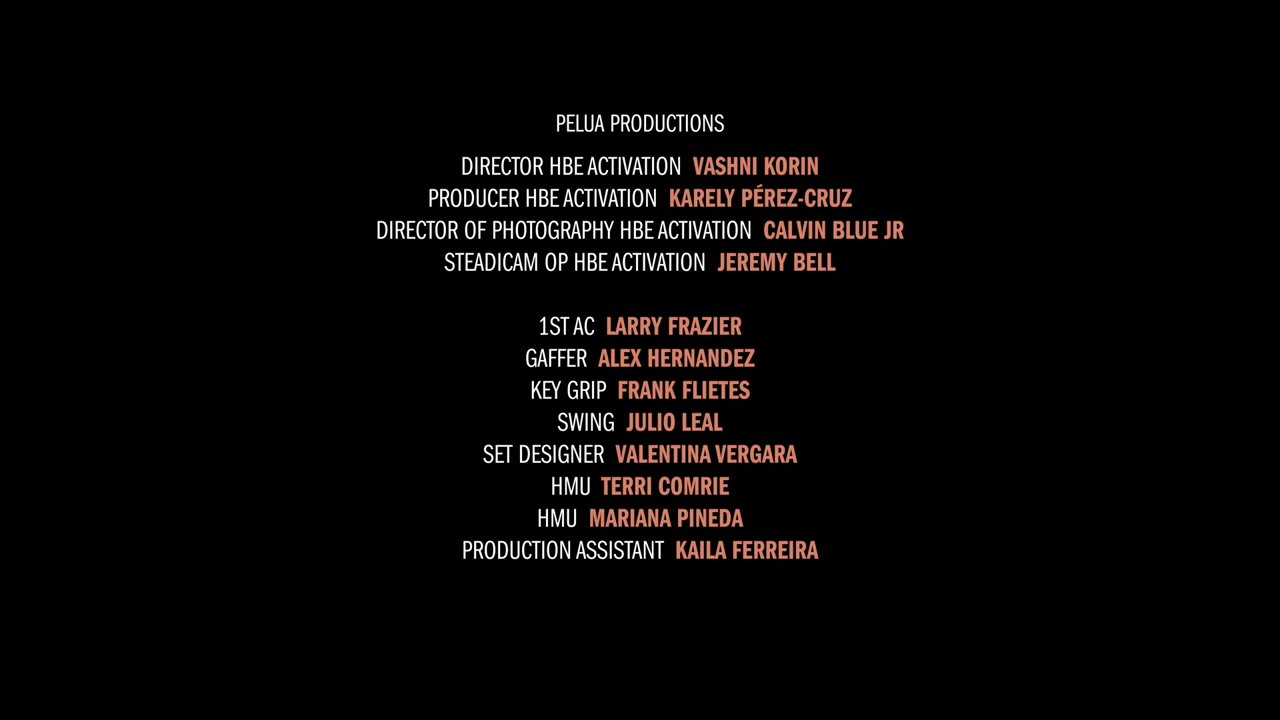 PELUA PRODUCTIONS
DIRECTOR HBE ACTIVATION VASHNI KORIN
PRODUCER HBE ACTIVATION KARELY PÉREZ-CRUZ
DIRECTOR OF PHOTOGRAPHY HBE ACTIVATION CALVIN BLUE JR
STEADICAM OP HBE ACTIVATION JEREMY BELL
1ST AC LARRY FRAZIER
GAFFER ALEX HERNANDEZ
KEY GRIP FRANK FLIETES
SWING JULIO LEAL
SET DESIGNER VALENTINA VERGARA
HMU TERRI COMRIE
HMU MARIANA PINEDA
PRODUCTION ASSISTANT KAILA FERREIRA